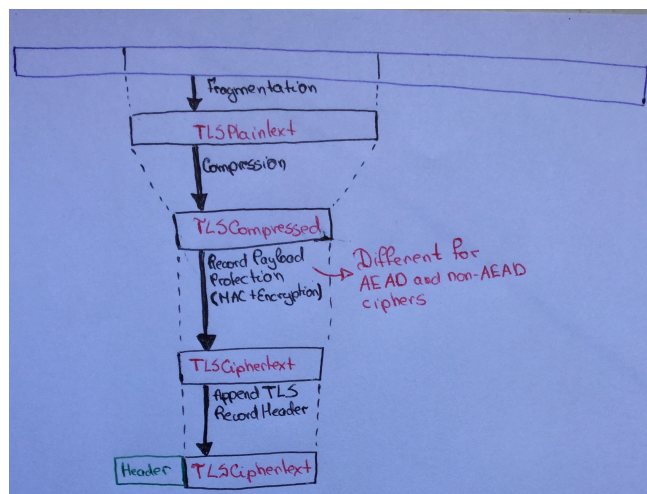 Fragmentation
TLSPlaintext
Compression
TLSCompressed
Record Payload
Protection
(MAC+Encryption)
Different for
AEAD and non-AEAD
ciphers
TLSCiphertext
Append TLS
Record Header
Header
TLSCiphertext